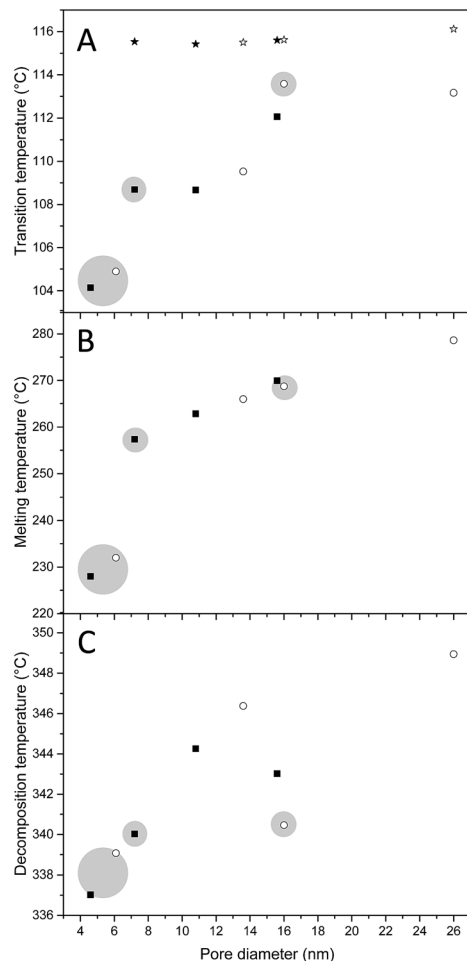 A
Transition temperature (°C)
116
114
112
110
108
106
104
B
Melting temperature (°C)
280
270
260
250
240
230
220
C
Decomposition temperature (°C)
350
348
346
344
342
340
338
336
4 6 8 10 12 14 16 18 20 22 24 26
Pore diameter (nm)